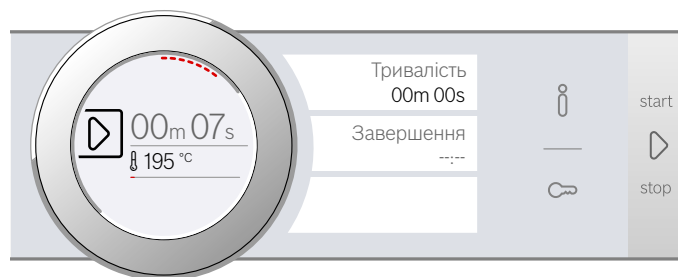 00m 07s
195 °C
Тривалість
00m 00s
Завершення
--:--
start
stop